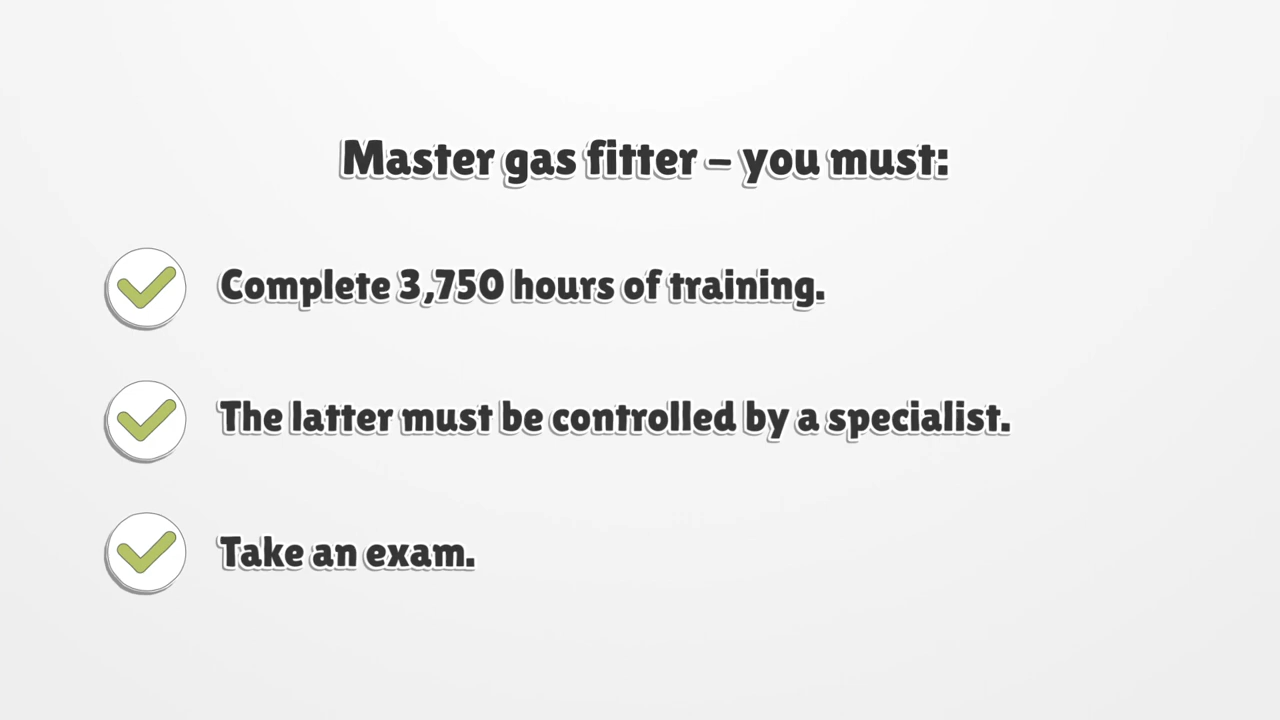 Master gas fitter – you must:
Complete 3,750 hours of training.
The latter must be controlled by a specialist.
Take an exam.